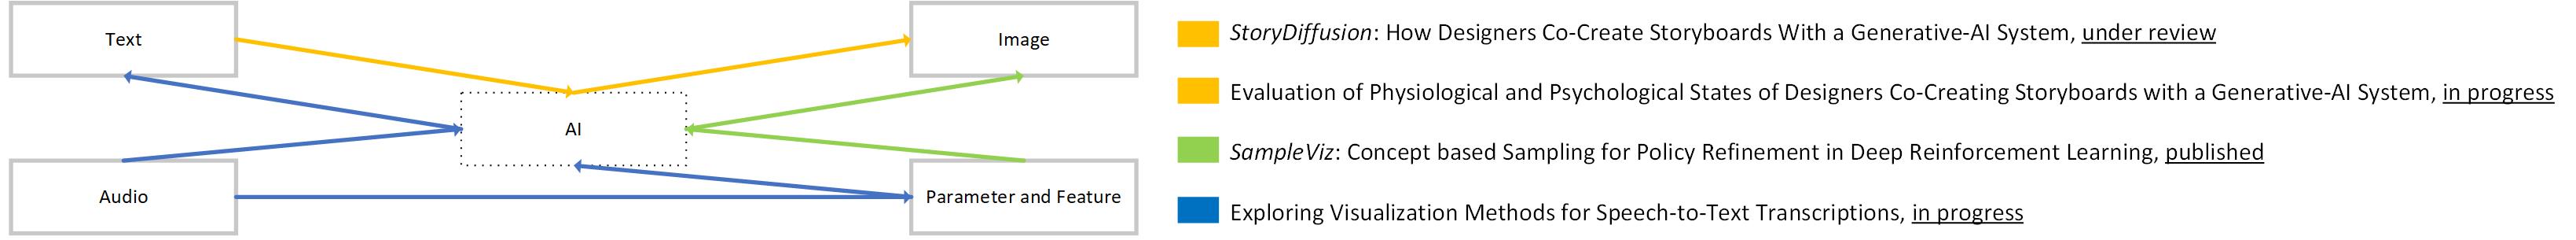 Text
Image
AI
Audio
Parameter and Feature
StoryDiffusion: How Designers Co-Create Storyboards With a Generative-AI System, under review
Evaluation of Physiological and Psychological States of Designers Co-Creating Storyboards with a Generative-AI System, in progress
SampleViz: Concept based Sampling for Policy Refinement in Deep Reinforcement Learning, published
Exploring Visualization Methods for Speech-to-Text Transcriptions, in progress